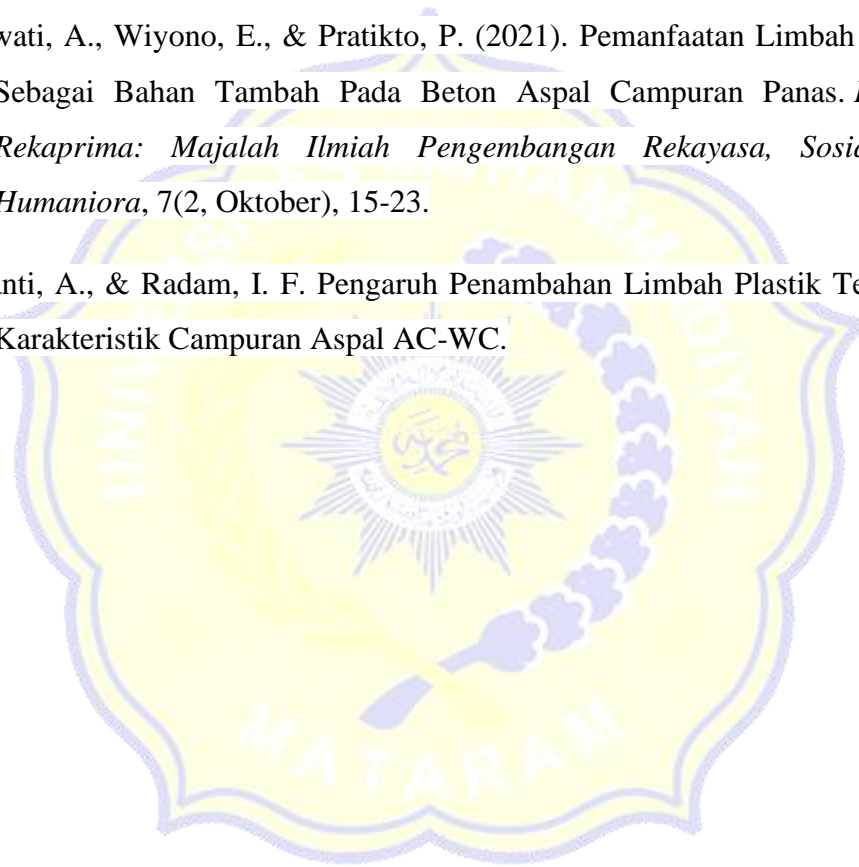 wati, A., Wiyono, E., & Pratikto, P. (2021). Pemanfaatan Limbah
Sebagai Bahan Tambah Pada Beton Aspal Campuran Panas.
Rekaprima: Majalah Ilmiah Pengembangan Rekayasa, Sosia
Humaniora, 7(2, Oktober), 15-23.
nti, A., & Radam, I. F. Pengaruh Penambahan Limbah Plastik Te
Karakteristik Campuran Aspal AC-WC.
UNIVERSITAS MUHAMMADIYAH
MATARAM